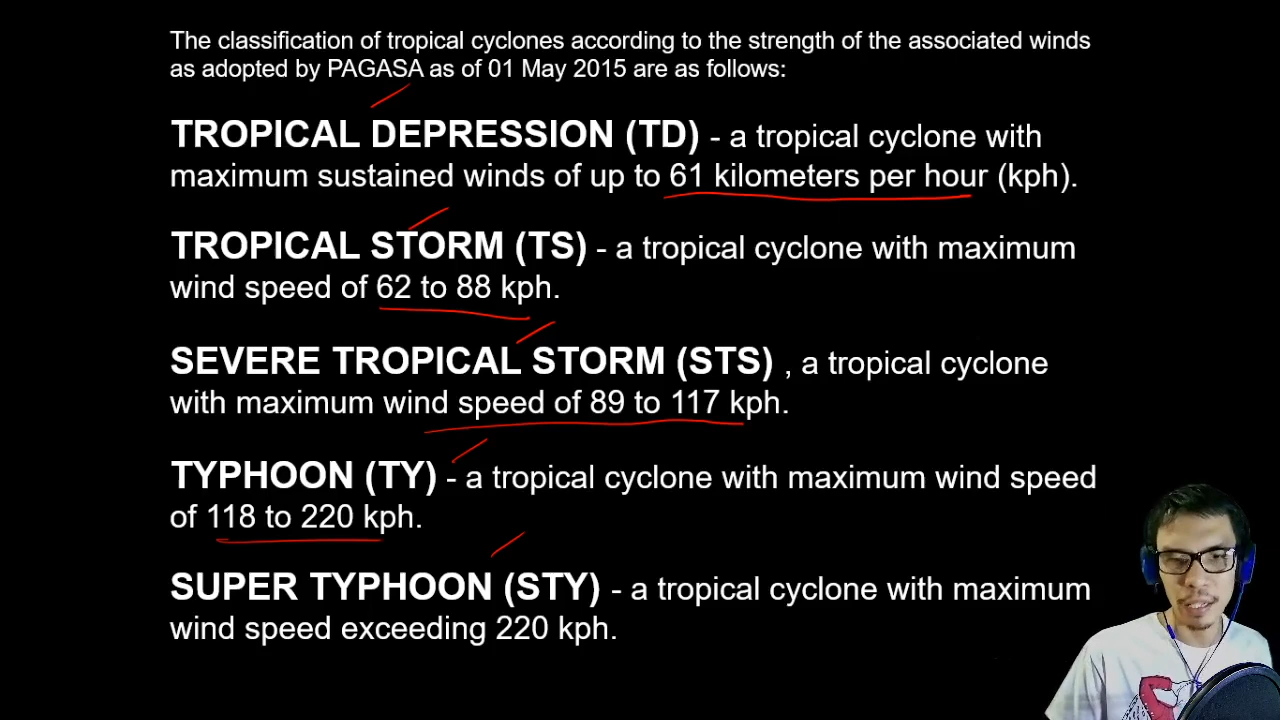 The classification of tropical cyclones according to the strength of the associated winds
as adopted by PAGASA as of 01 May 2015 are as follows:
TROPICAL DEPRESSION (TD) - a tropical cyclone with
maximum sustained winds of up to 61 kilometers per hour (kph).
TROPICAL STORM (TS) - a tropical cyclone with maximum
wind speed of 62 to 88 kph.
SEVERE TROPICAL STORM (STS) , a tropical cyclone
with maximum wind speed of 89 to 117 kph.
TYPHOON (TY) - a tropical cyclone with maximum wind speed
of 118 to 220 kph.
SUPER TYPHOON (STY) - a tropical cyclone with maximum
wind speed exceeding 220 kph.